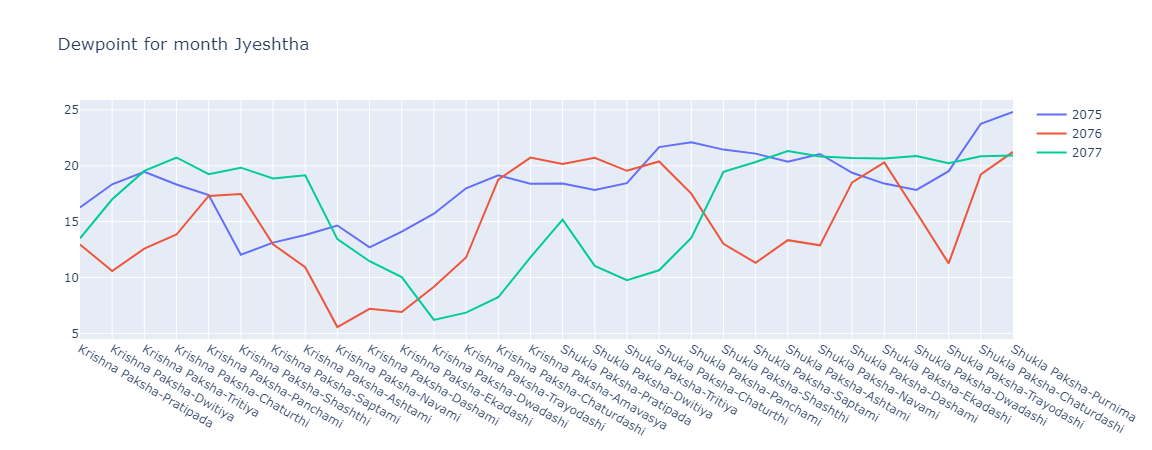 Dewpoint for month Jyeshtha
25
20
15
10
5
2075
2076
2077
Krishna Paksha-Pratipada
Krishna Paksha-Dwitiya
Krishna Paksha-Tritiya
Krishna Paksha-Chaturthi
Krishna Paksha-Panchami
Krishna Paksha-Shashthi
Krishna Paksha-Saptami
Krishna Paksha-Ashtami
Krishna Paksha-Navami
Krishna Paksha-Dashami
Krishna Paksha-Ekadashi
Krishna Paksha-Dwadashi
Krishna Paksha-Trayodashi
Krishna Paksha-Chaturdashi
Krishna Paksha-Amavasya
Shukla Paksha-Pratipada
Shukla Paksha-Dwitiya
Shukla Paksha-Tritiya
Shukla Paksha-Chaturthi
Shukla Paksha-Panchami
Shukla Paksha-Shashthi
Shukla Paksha-Saptami
Shukla Paksha-Ashtami
Shukla Paksha-Navami
Shukla Paksha-Dashami
Shukla Paksha-Ekadashi
Shukla Paksha-Dwadashi
Shukla Paksha-Trayodashi
Shukla Paksha-Chaturdashi
Shukla Paksha-Purnima